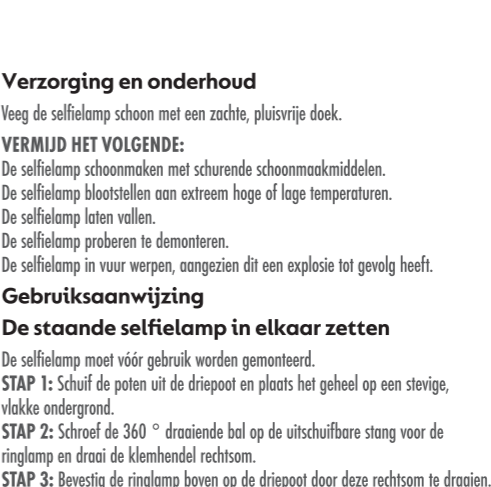 Verzorging en onderhoud
Veeg de selfielamp schoon met een zachte, pluisvrije doek.
VERMIJD HET VOLGENDE:
De selfielamp schoonmaken met schurende schoonmaakmiddelen.
De selfielamp blootstellen aan extreem hoge of lage temperaturen.
De selfielamp laten vallen.
De selfielamp proberen te demonteren.
De selfielamp in vuur werpen, aangezien dit een explosie tot gevolg heeft.
Gebruiksaanwijzing
De staande selfielamp in elkaar zetten
De selfielamp moet vóór gebruik worden gemonteerd.
STAP 1: Schuif de poten uit de driepoot en plaats het geheel op een stevige,
vlakke ondergrond.
STAP 2: Schroef de 360 ° draaiende bal op de uitschuifbare stang voor de
ringlamp en draai de klemhendel rechtsom.
STAP 3: Bevestig de ringlamp boven op de driepoot door deze rechtsom te draaien.